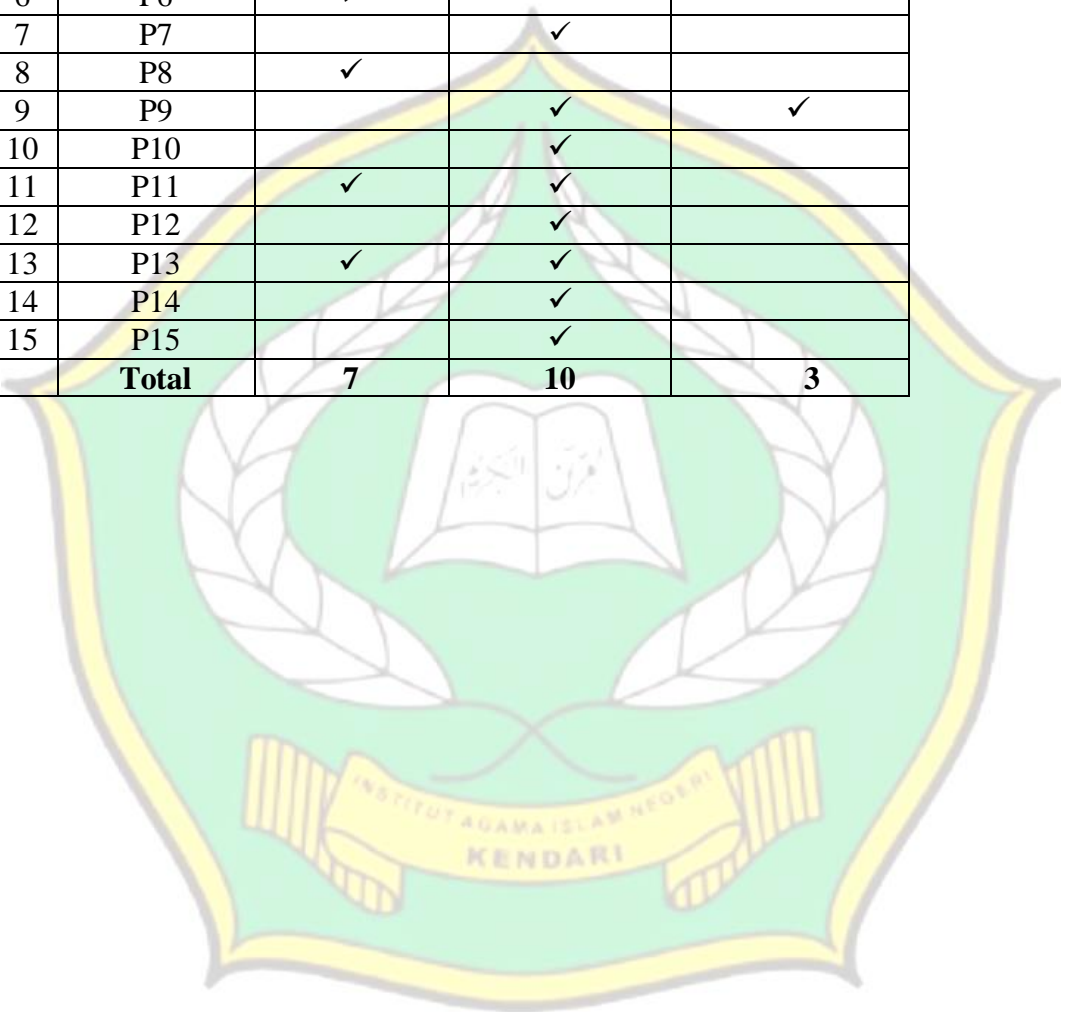 7 P7 ✓
8 P8 ✓
9 P9 ✓ ✓
10 P10 ✓
11 P11 ✓ ✓
12 P12 ✓
13 P13 ✓ ✓
14 P14 ✓
15 P15 ✓
Total 7 10 3
INSTITUT AGAMA ISLAM NEGERI
KENDARI